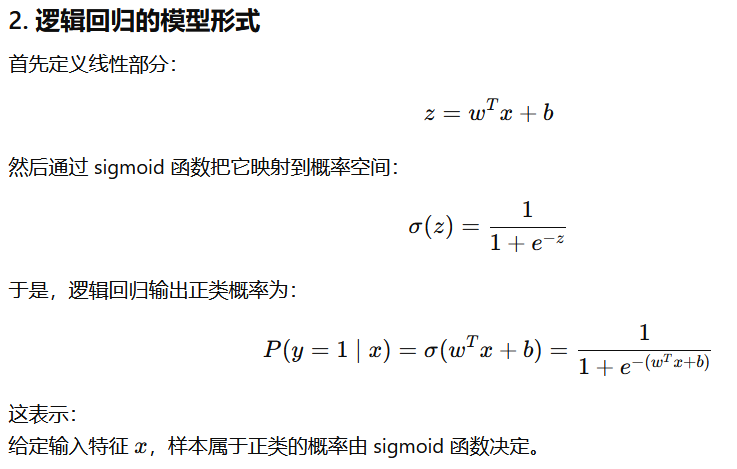 2. 逻辑回归的模型形式
首先定义线性部分：
z = w^T x + b
然后通过 sigmoid 函数把它映射到概率空间：
σ(z) = \frac{1}{1 + e^{-z}}
于是，逻辑回归输出正类概率为：
P(y = 1 | x) = σ(w^T x + b) = \frac{1}{1 + e^{-(w^T x+b)}}
这表示：
给定输入特征 x，样本属于正类的概率由 sigmoid 函数决定。